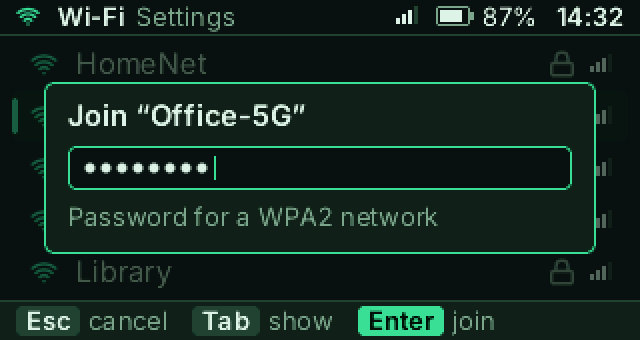 Wi-Fi Settings 87% 14:32
HomeNet
Join “Office-5G”
••••••••
Password for a WPA2 network
Library
Esc cancel Tab show Enter join